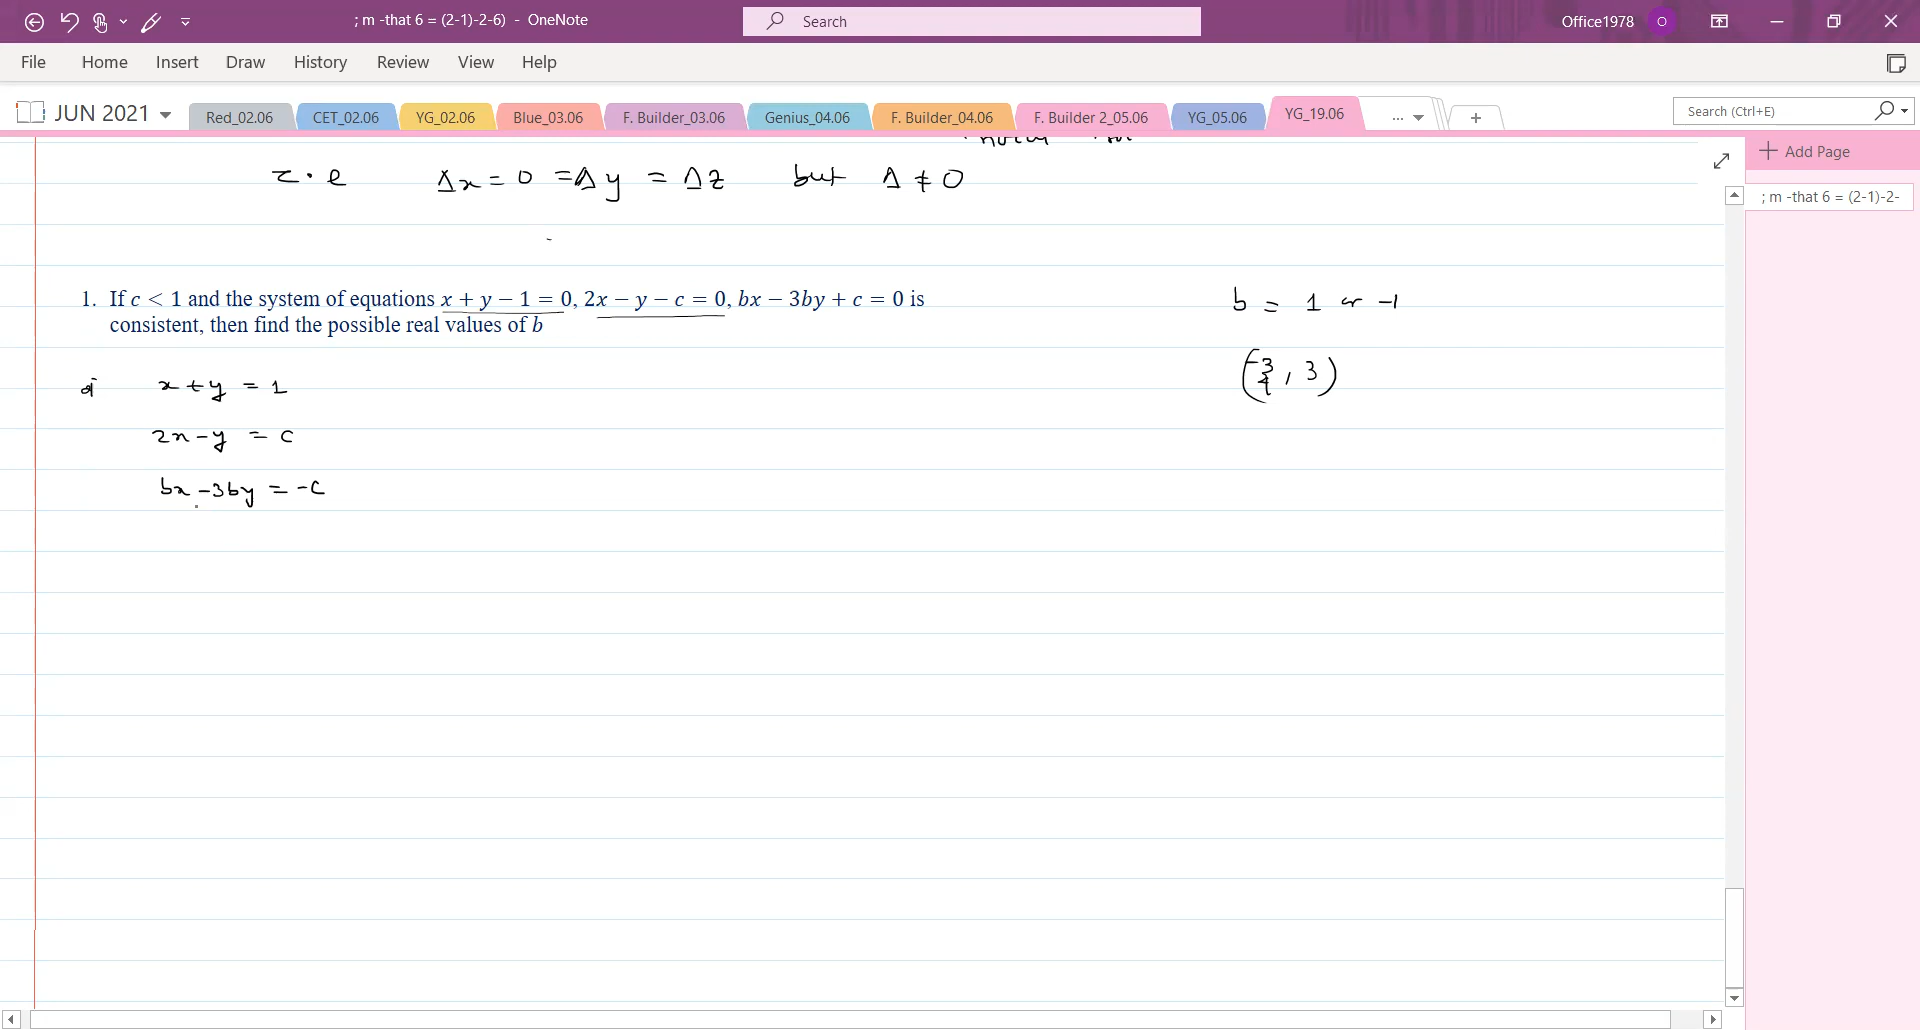 ; m -that 6 = (2-1)-2-6) - OneNote
Search
Office1978
O
File Home Insert Draw History Review View Help
JUN 2021
Red_02.06 CET_02.06 YG_02.06 Blue_03.06 F. Builder_03.06 Genius_04.06 F. Builder_04.06 F. Builder 2_05.06 YG_05.06 YG_19.06 ... +
Search (Ctrl+E)
+ Add Page
; m -that 6 = (2-1)-2-
Δx = 0 = Δy = Δz but Δ ≠ 0
1. If c < 1 and the system of equations x + y − 1 = 0, 2x − y − c = 0, bx − 3by + c = 0 is
consistent, then find the possible real values of b
b = 1 or -1
(-3/4, 3)
x + y = 1
2x - y = c
bx - 3by = -c